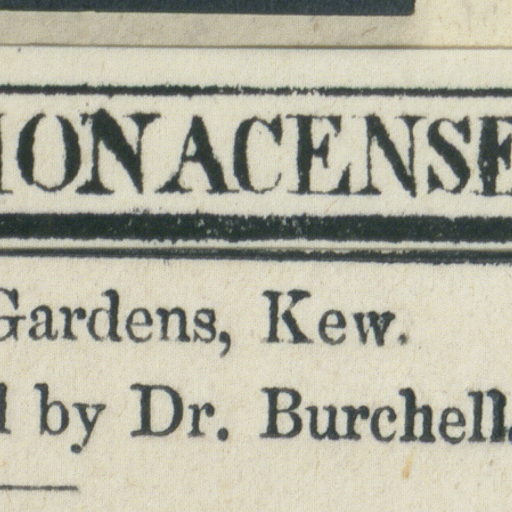 IONACENSE
Gardens, Kew.
l by Dr. Burchell.